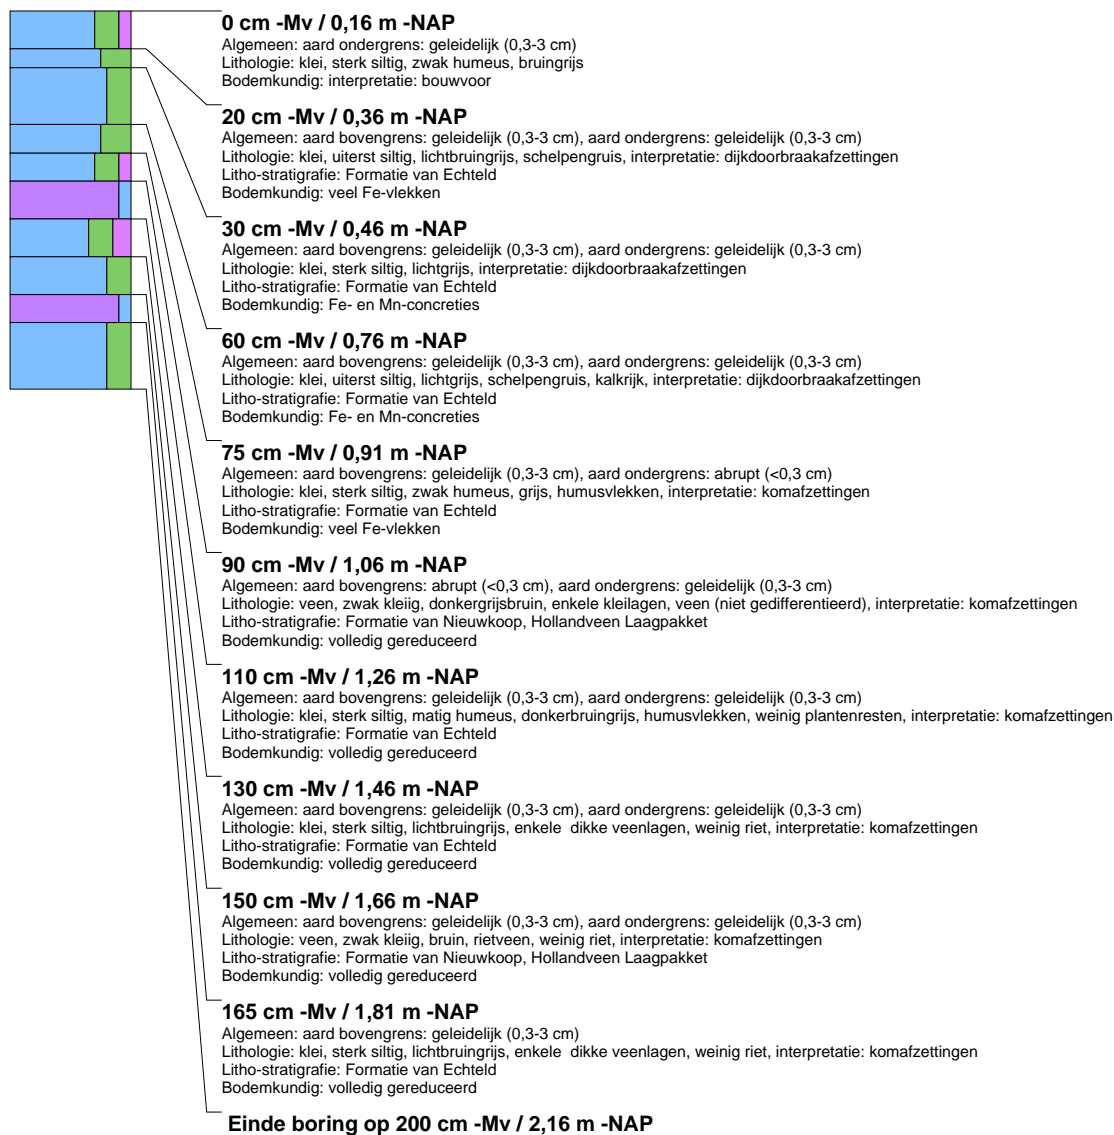 0 cm -Mv / 0,16 m -NAP
Algemeen: aard ondergrens: geleidelijk (0,3-3 cm)
Lithologie: klei, sterk siltig, zwak humeus, bruingrijs
Bodemkundig: interpretatie: bouwvoor
20 cm -Mv / 0,36 m -NAP
Algemeen: aard bovengrens: geleidelijk (0,3-3 cm), aard ondergrens: geleidelijk (0,3-3 cm)
Lithologie: klei, uiterst siltig, lichtbruingrijs, schelpengruis, interpretatie: dijkdoorbraakafzettingen
Litho-stratigrafie: Formatie van Echteld
Bodemkundig: veel Fe-vlekken
30 cm -Mv / 0,46 m -NAP
Algemeen: aard bovengrens: geleidelijk (0,3-3 cm), aard ondergrens: geleidelijk (0,3-3 cm)
Lithologie: klei, sterk siltig, lichtgrijs, interpretatie: dijkdoorbraakafzettingen
Litho-stratigrafie: Formatie van Echteld
Bodemkundig: Fe- en Mn-concreties
60 cm -Mv / 0,76 m -NAP
Algemeen: aard bovengrens: geleidelijk (0,3-3 cm), aard ondergrens: geleidelijk (0,3-3 cm)
Lithologie: klei, uiterst siltig, lichtgrijs, schelpengruis, kalkrijk, interpretatie: dijkdoorbraakafzettingen
Litho-stratigrafie: Formatie van Echteld
Bodemkundig: Fe- en Mn-concreties
75 cm -Mv / 0,91 m -NAP
Algemeen: aard bovengrens: geleidelijk (0,3-3 cm), aard ondergrens: abrupt (<0,3 cm)
Lithologie: klei, sterk siltig, zwak humeus, grijs, humusvlekken, interpretatie: komafzettingen
Litho-stratigrafie: Formatie van Echteld
Bodemkundig: veel Fe-vlekken
90 cm -Mv / 1,06 m -NAP
Algemeen: aard bovengrens: abrupt (<0,3 cm), aard ondergrens: geleidelijk (0,3-3 cm)
Lithologie: veen, zwak kleiig, donkergrijsbruin, enkele kleilagen, veen (niet gedifferentieerd), interpretatie: komafzettingen
Litho-stratigrafie: Formatie van Nieuwkoop, Hollandveen Laagpakket
Bodemkundig: volledig gereduceerd
110 cm -Mv / 1,26 m -NAP
Algemeen: aard bovengrens: geleidelijk (0,3-3 cm), aard ondergrens: geleidelijk (0,3-3 cm)
Lithologie: klei, sterk siltig, matig humeus, donkerbruingrijs, humusvlekken, weinig plantenresten, interpretatie: komafzettingen
Litho-stratigrafie: Formatie van Echteld
Bodemkundig: volledig gereduceerd
130 cm -Mv / 1,46 m -NAP
Algemeen: aard bovengrens: geleidelijk (0,3-3 cm), aard ondergrens: geleidelijk (0,3-3 cm)
Lithologie: klei, sterk siltig, lichtbruingrijs, enkele  dikke veenlagen, weinig riet, interpretatie: komafzettingen
Litho-stratigrafie: Formatie van Echteld
Bodemkundig: volledig gereduceerd
150 cm -Mv / 1,66 m -NAP
Algemeen: aard bovengrens: geleidelijk (0,3-3 cm), aard ondergrens: geleidelijk (0,3-3 cm)
Lithologie: veen, zwak kleiig, bruin, rietveen, weinig riet, interpretatie: komafzettingen
Litho-stratigrafie: Formatie van Nieuwkoop, Hollandveen Laagpakket
Bodemkundig: volledig gereduceerd
165 cm -Mv / 1,81 m -NAP
Algemeen: aard bovengrens: geleidelijk (0,3-3 cm)
Lithologie: klei, sterk siltig, lichtbruingrijs, enkele  dikke veenlagen, weinig riet, interpretatie: komafzettingen
Litho-stratigrafie: Formatie van Echteld
Bodemkundig: volledig gereduceerd
Einde boring op 200 cm -Mv / 2,16 m -NAP